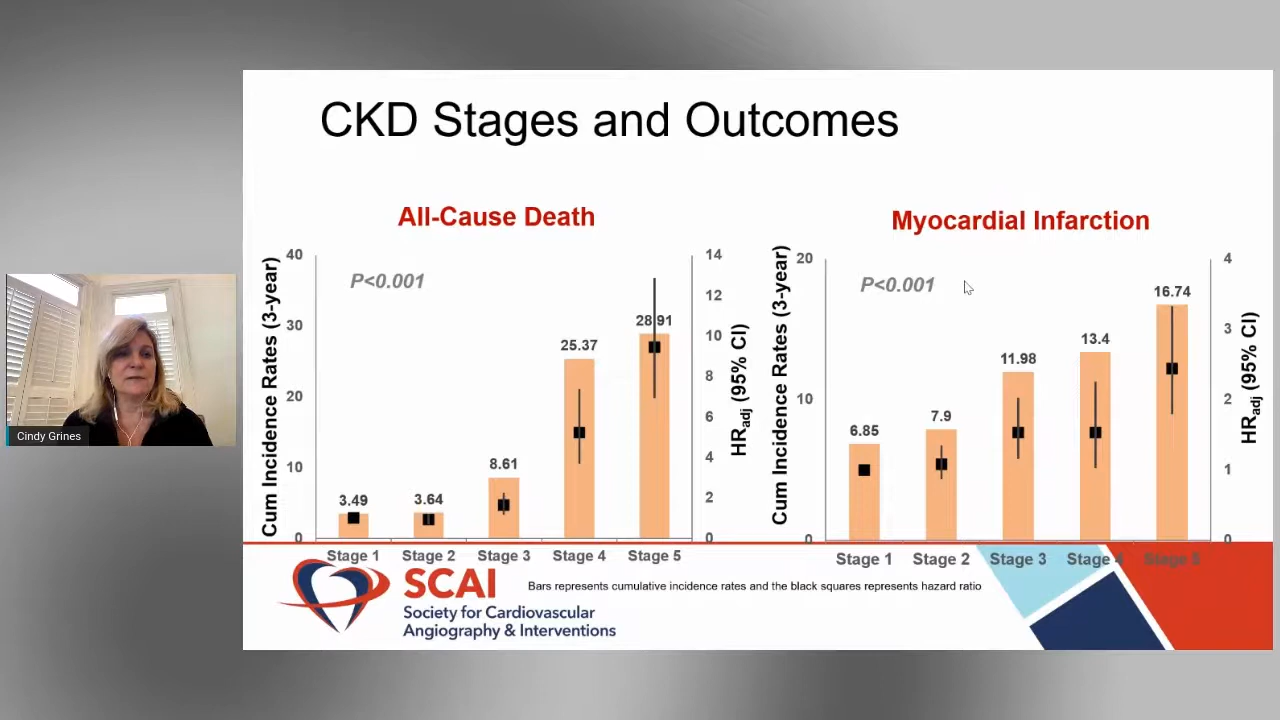 CKD Stages and Outcomes
All-Cause Death
Cum Incidence Rates (3-year)
40
30
20
10
0
P<0.001
3.49
3.64
8.61
25.37
28.91
14
12
10
8
6
4
2
0
HRadj (95% CI)
Stage 1 Stage 2 Stage 3 Stage 4 Stage 5
Myocardial Infarction
Cum Incidence Rates (3-year)
20
10
0
P<0.001
6.85
7.9
11.98
13.4
16.74
4
3
2
1
0
HRadj (95% CI)
Stage 1 Stage 2 Stage 3 Stage 4 Stage 5
Bars represents cumulative incidence rates and the black squares represents hazard ratio
SCAI
Society for Cardiovascular
Angiography & Interventions
Cindy Grines